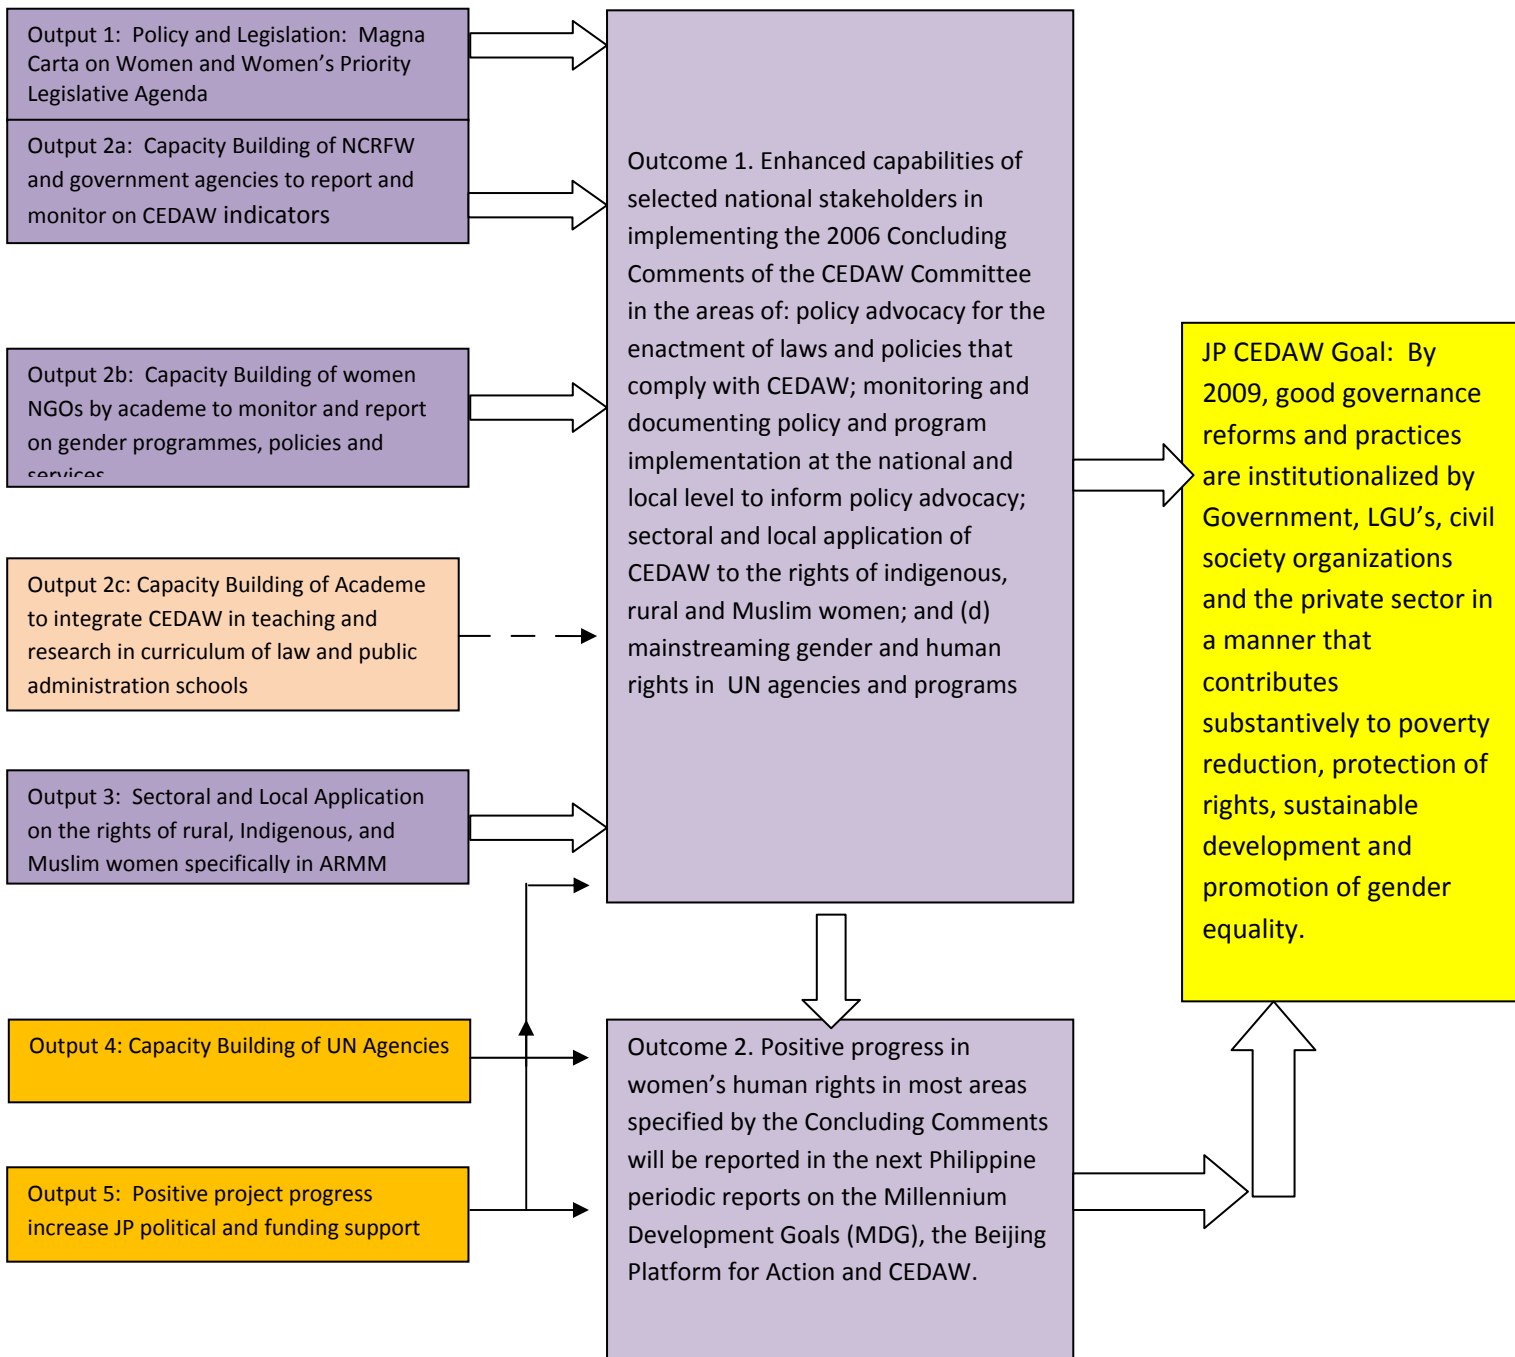 Output 1: Policy and Legislation: Magna
Carta on Women and Women's Priority
Legislative Agenda
Output 2a: Capacity Building of NCRFW
and government agencies to report and
monitor on CEDAW indicators
Output 2b: Capacity Building of women
NGOs by academe to monitor and report
on gender programmes, policies and
services
Output 2c: Capacity Building of Academe
to integrate CEDAW in teaching and
research in curriculum of law and public
administration schools
Output 3: Sectoral and Local Application
on the rights of rural, Indigenous, and
Muslim women specifically in ARMM
Output 4: Capacity Building of UN Agencies
Output 5: Positive project progress
increase JP political and funding support
Outcome 1. Enhanced capabilities of
selected national stakeholders in
implementing the 2006 Concluding
Comments of the CEDAW Committee
in the areas of: policy advocacy for the
enactment of laws and policies that
comply with CEDAW; monitoring and
documenting policy and program
implementation at the national and
local level to inform policy advocacy;
sectoral and local application of
CEDAW to the rights of indigenous,
rural and Muslim women; and (d)
mainstreaming gender and human
rights in UN agencies and programs
Outcome 2. Positive progress in
women's human rights in most areas
specified by the Concluding Comments
will be reported in the next Philippine
periodic reports on the Millennium
Development Goals (MDG), the Beijing
Platform for Action and CEDAW.
JP CEDAW Goal: By
2009, good governance
reforms and practices
are institutionalized by
Government, LGU's, civil
society organizations
and the private sector in
a manner that
contributes
substantively to poverty
reduction, protection of
rights, sustainable
development and
promotion of gender
equality.